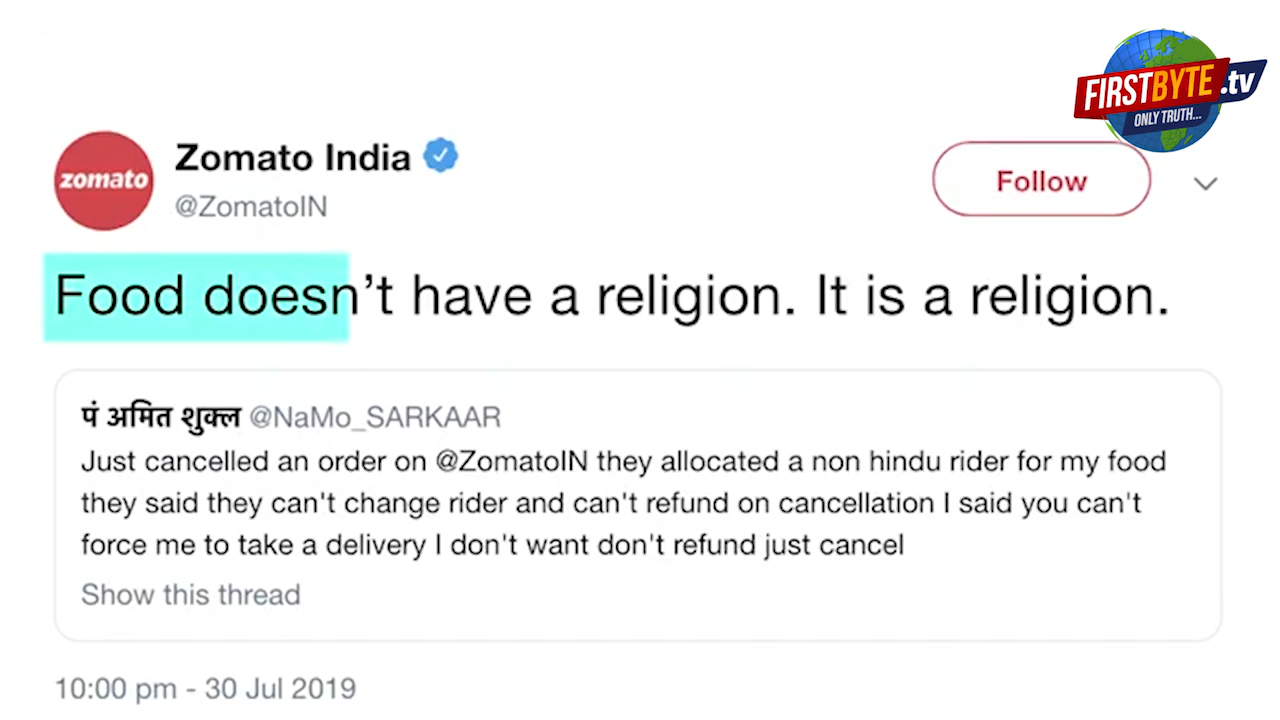 FIRSTBYTE.tv
ONLY TRUTH...
zomato
Zomato India
@ZomatoIN
Follow
Food doesn’t have a religion. It is a religion.
पं अमित शुक्ल @NaMo_SARKAAR
Just cancelled an order on @ZomatoIN they allocated a non hindu rider for my food
they said they can't change rider and can't refund on cancellation I said you can't
force me to take a delivery I don't want don't refund just cancel
Show this thread
10:00 pm - 30 Jul 2019